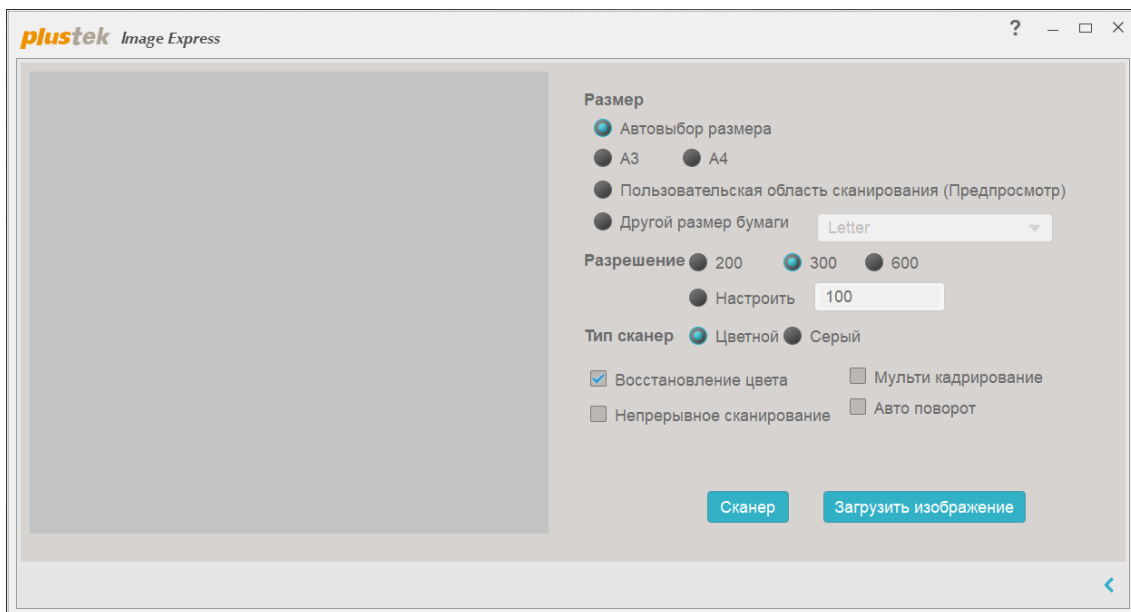 plustek Image Express ?
Размер
Автовыбор размера
A3 A4
Пользовательская область сканирования (Предпросмотр)
Другой размер бумаги Letter
Разрешение 200 300 600
Настроить 100
Тип сканер Цветной Серый
Восстановление цвета Мульти кадрирование
Непрерывное сканирование Авто поворот
Сканер Загрузить изображение